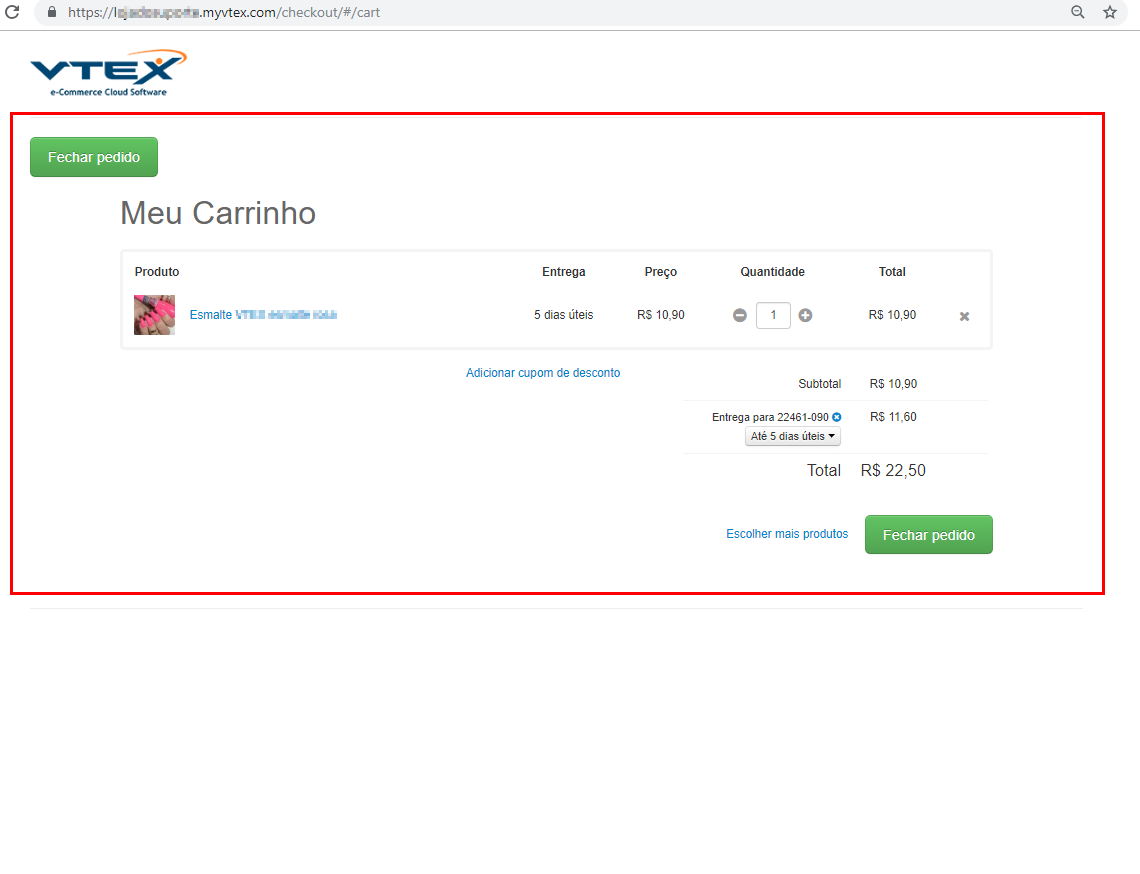 https://.myvtex.com/checkout/#/cart
VTEX
e-Commerce Cloud Software
Fechar pedido
Meu Carrinho
Produto Entrega Preço Quantidade Total
Esmalte 5 dias úteis R$ 10,90 1 R$ 10,90
Adicionar cupom de desconto
Subtotal R$ 10,90
Entrega para 22461-090 R$ 11,60
Até 5 dias úteis
Total R$ 22,50
Escolher mais produtos Fechar pedido